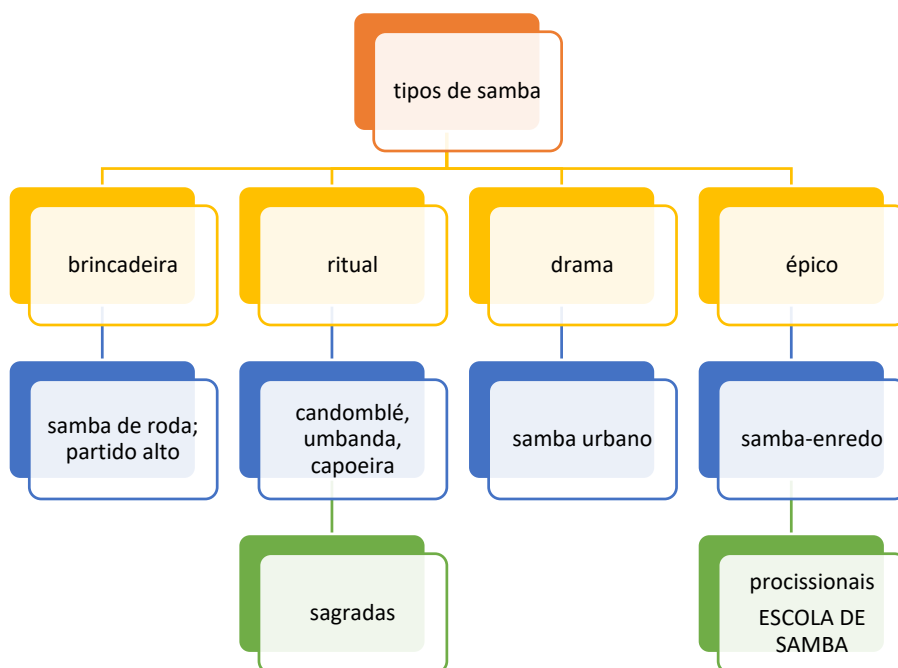 tipos de samba
brincadeira
ritual
drama
épico
samba de roda;
partido alto
candomblé,
umbanda,
capoeira
samba urbano
samba-enredo
sagradas
procissionais
ESCOLA DE
SAMBA